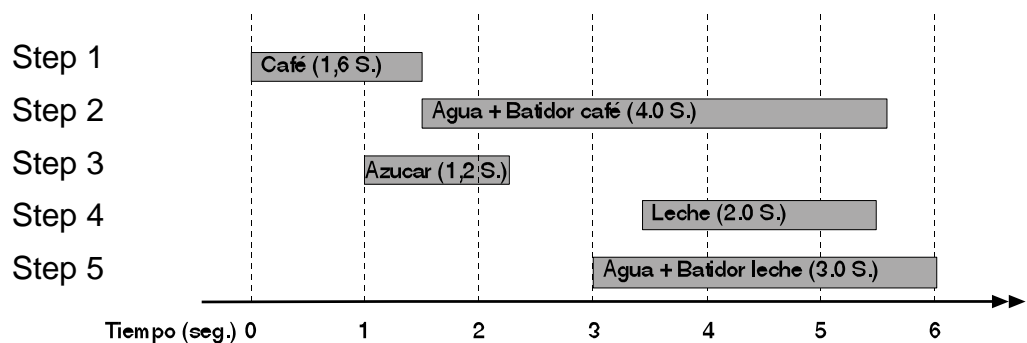 Step 1
Café (1,6 S.)
Step 2
Agua + Batidor café (4.0 S.)
Step 3
Azucar (1,2 S.)
Step 4
Leche (2.0 S.)
Step 5
Agua + Batidor leche (3.0 S.)
Tiempo (seg.) 0 1 2 3 4 5 6